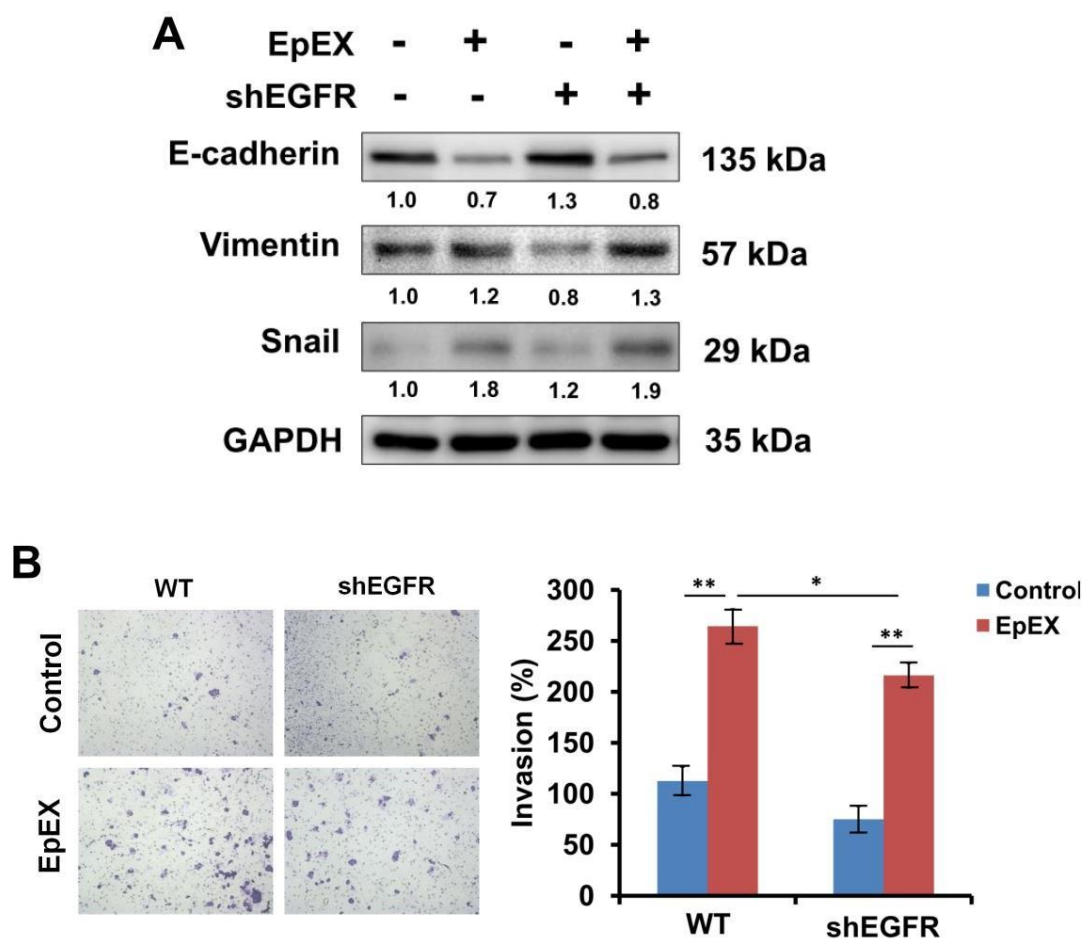 A
EpEX - + - +
shEGFR - - + +
E-cadherin 135 kDa
1.0 0.7 1.3 0.8
Vimentin 57 kDa
1.0 1.2 0.8 1.3
Snail 29 kDa
1.0 1.8 1.2 1.9
GAPDH 35 kDa
B
WT shEGFR
Control
EpEX
Invasion (%)
300
250
200
150
100
50
0
** * **
WT shEGFR
Control
EpEX